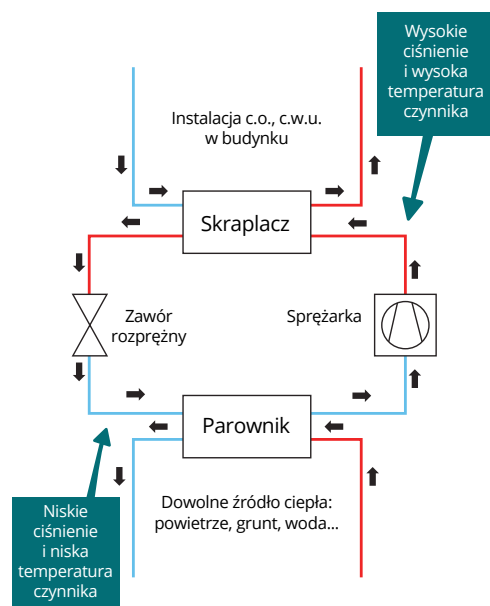 Wysokie
ciśnienie
i wysoka
temperatura
czynnika
Instalacja c.o., c.w.u.
w budynku
Skraplacz
Zawór
rozprężny
Sprężarka
Parownik
Dowolne źródło ciepła:
powietrze, grunt, woda...
Niskie
ciśnienie
i niska
temperatura
czynnika